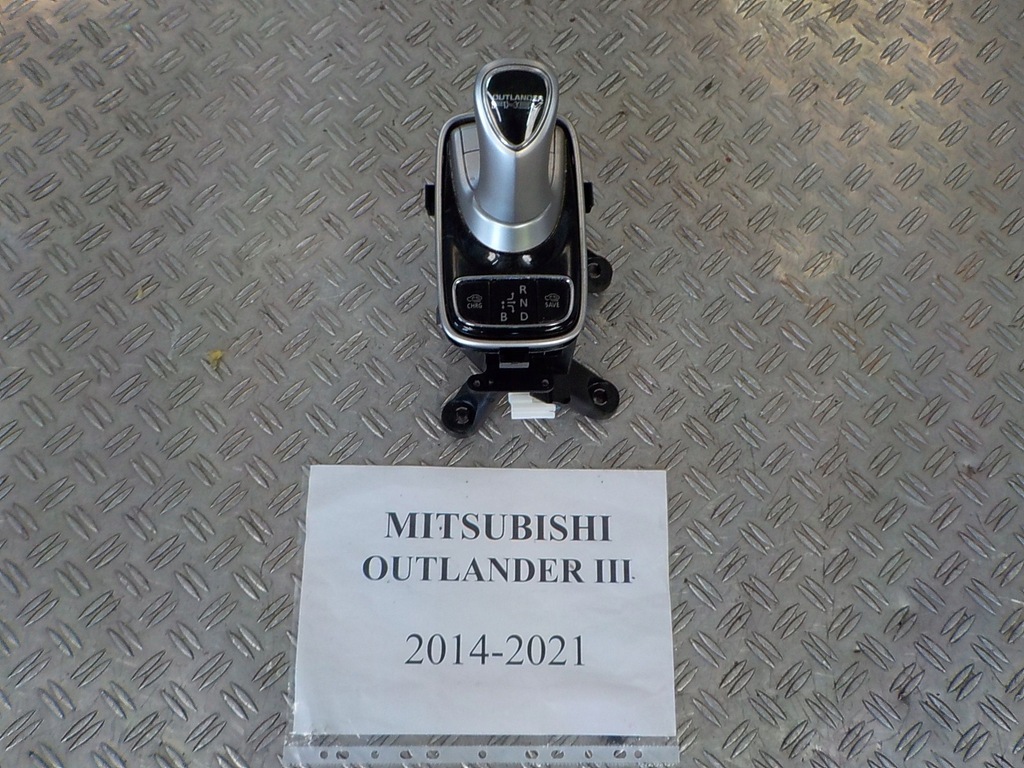 OUTLANDER
R
CHRG N SAVE
B D
MITSUBISHI
OUTLANDER III
2014-2021